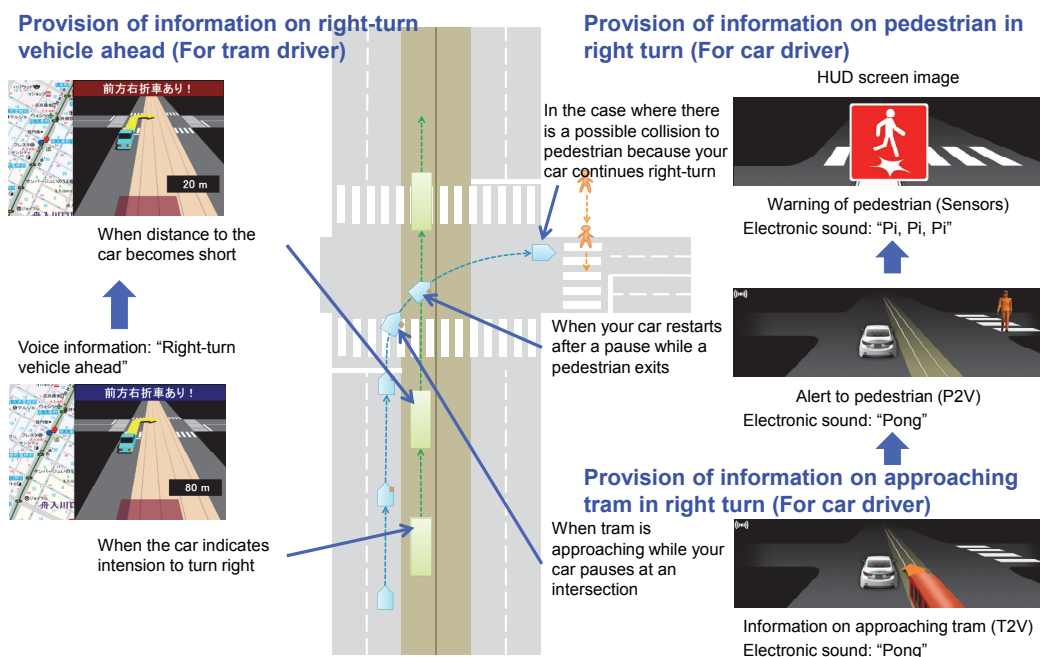 Provision of information on right-turn
vehicle ahead (For tram driver)
前方右折車あり！
20 m
When distance to the
car becomes short
Voice information: “Right-turn
vehicle ahead”
前方右折車あり！
80 m
舟入川口
When the car indicates
intension to turn right
Provision of information on pedestrian in
right turn (For car driver)
HUD screen image
In the case where there
is a possible collision to
pedestrian because your
car continues right-turn
Warning of pedestrian (Sensors)
Electronic sound: “Pi, Pi, Pi”
When your car restarts
after a pause while a
pedestrian exits
Alert to pedestrian (P2V)
Electronic sound: “Pong”
Provision of information on approaching
tram in right turn (For car driver)
When tram is
approaching while your
car pauses at an
intersection
Information on approaching tram (T2V)
Electronic sound: “Pong”